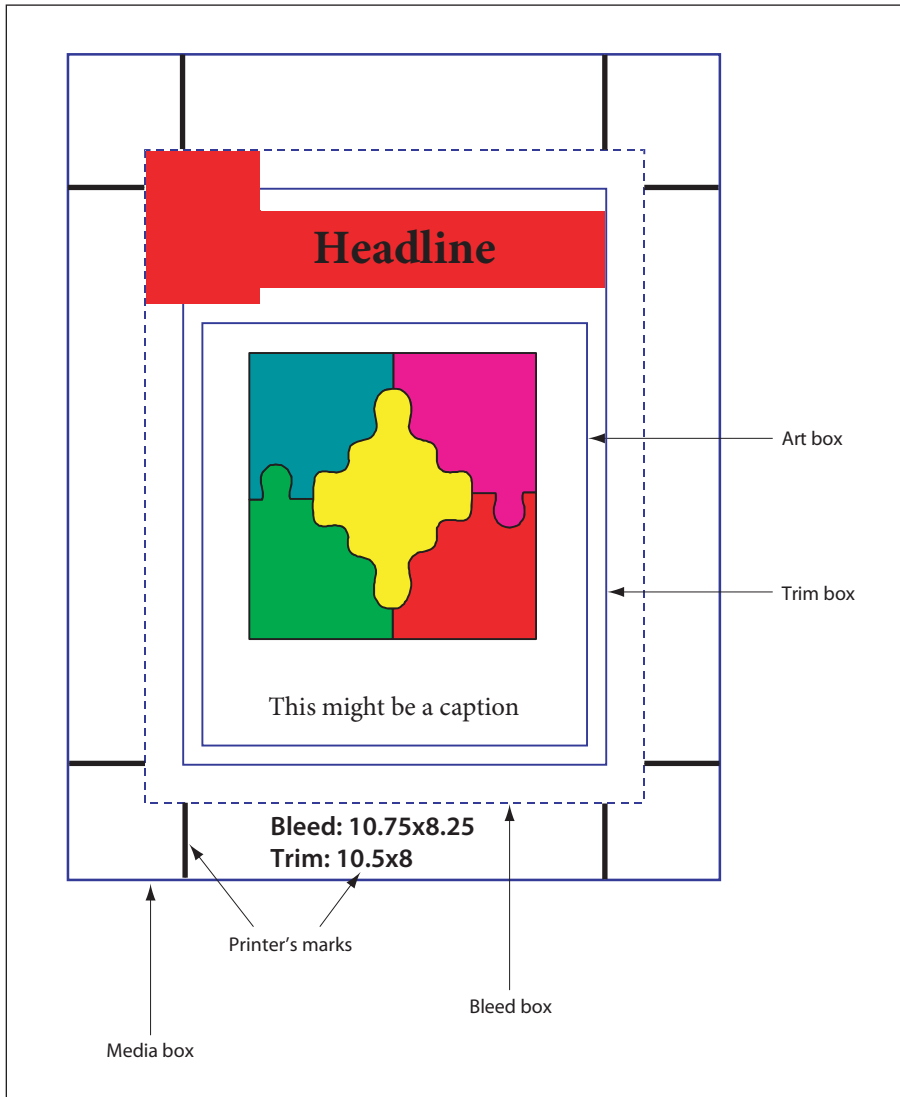 Headline
Art box
Trim box
This might be a caption
Bleed: 10.75x8.25
Trim: 10.5x8
Printer’s marks
Bleed box
Media box